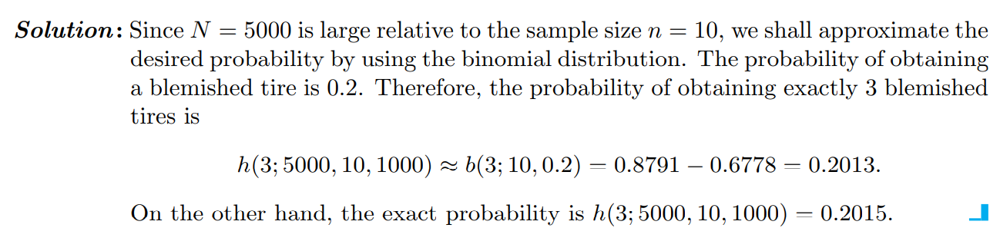 Solution: Since N = 5000 is large relative to the sample size n = 10, we shall approximate the
desired probability by using the binomial distribution. The probability of obtaining
a blemished tire is 0.2. Therefore, the probability of obtaining exactly 3 blemished
tires is
h(3; 5000, 10, 1000) ≈ b(3; 10, 0.2) = 0.8791 − 0.6778 = 0.2013.
On the other hand, the exact probability is h(3; 5000, 10, 1000) = 0.2015.